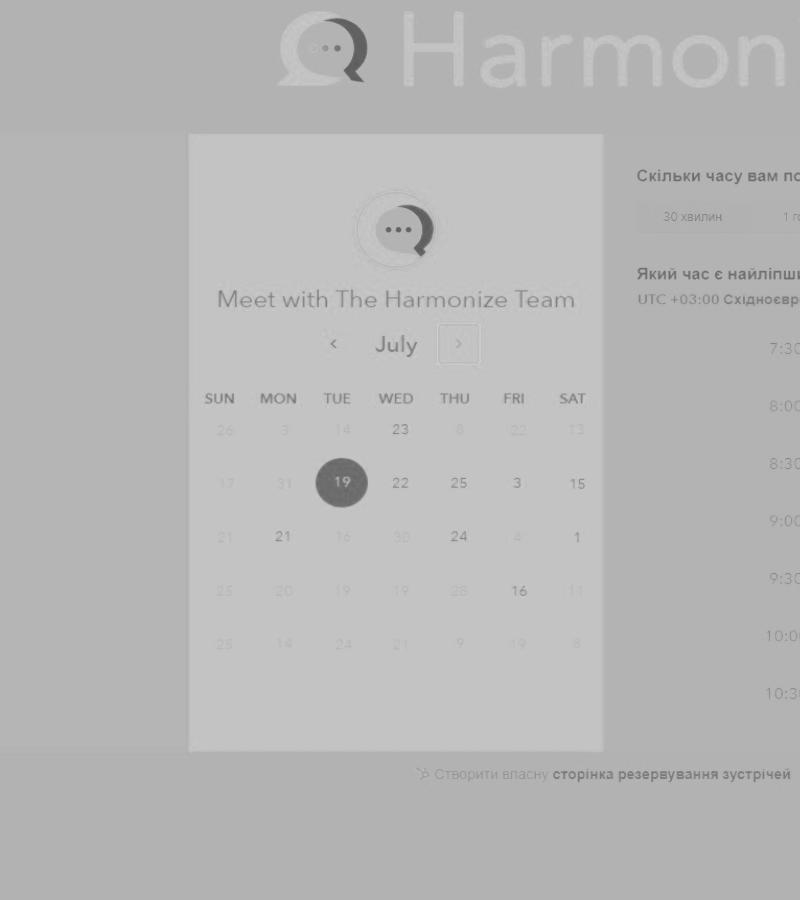 Harmon
Meet with The Harmonize Team
July
SUN MON TUE WED THU FRI SAT
26 3 14 23 8 22 13
17 31 19 22 25 3 15
21 21 16 30 24 4 1
25 20 19 19 28 16 11
25 14 24 21 9 19 8
Скільки часу вам по
30 хвилин 1 го
Який час є найліпши
UTC +03:00 Східноєвр
7:30
8:00
8:30
9:00
9:30
10:00
10:30
Створити власну сторінка резервування зустрічей